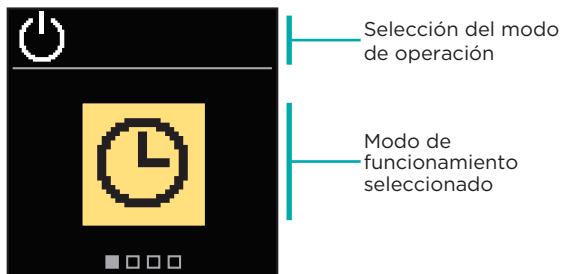 Selección del modo
de operación
Modo de
funcionamiento
seleccionado